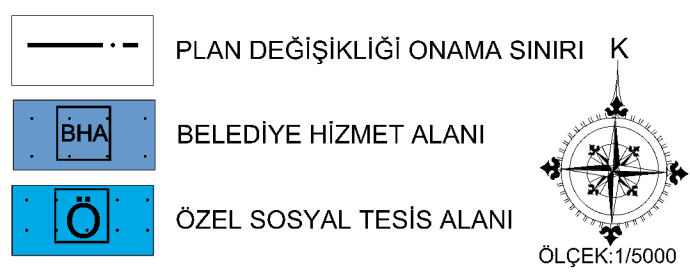 PLAN DEĞİŞİKLİĞİ ONAMA SINIRI
K
BHA
BELEDİYE HİZMET ALANI
Ö
ÖZEL SOSYAL TESİS ALANI
ÖLÇEK:1/5000